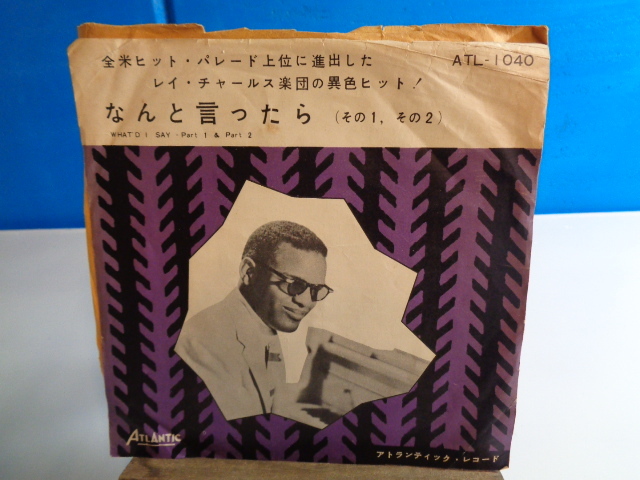 全米ヒット・パレード上位に進出した
ATL-1040
レイ・チャールス楽団の異色ヒット！
なんと言ったら（その1，その2）
WHAT'D I SAY - Part 1 & Part 2
ATLANTIC
アトランティック・レコード